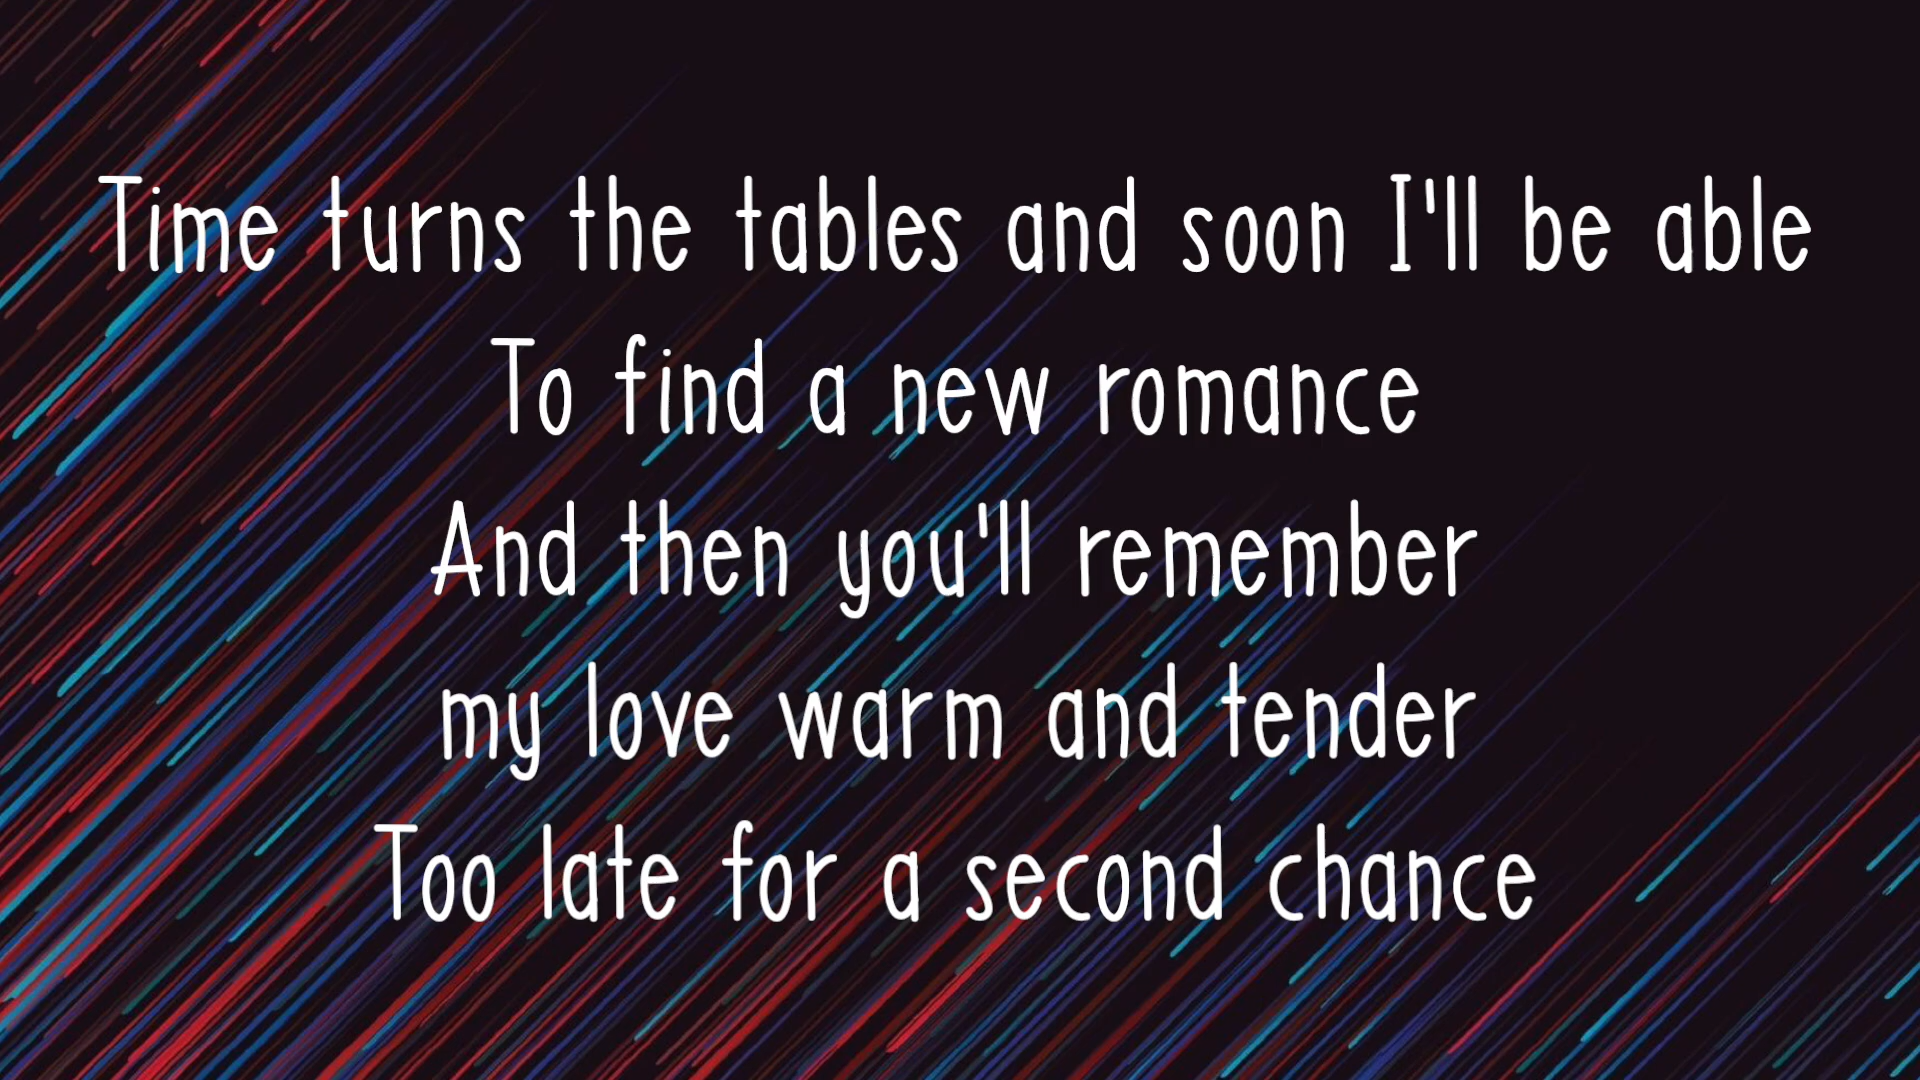 Time turns the tables and soon I'll be able
To find a new romance
And then you'll remember
my love warm and tender
Too late for a second chance